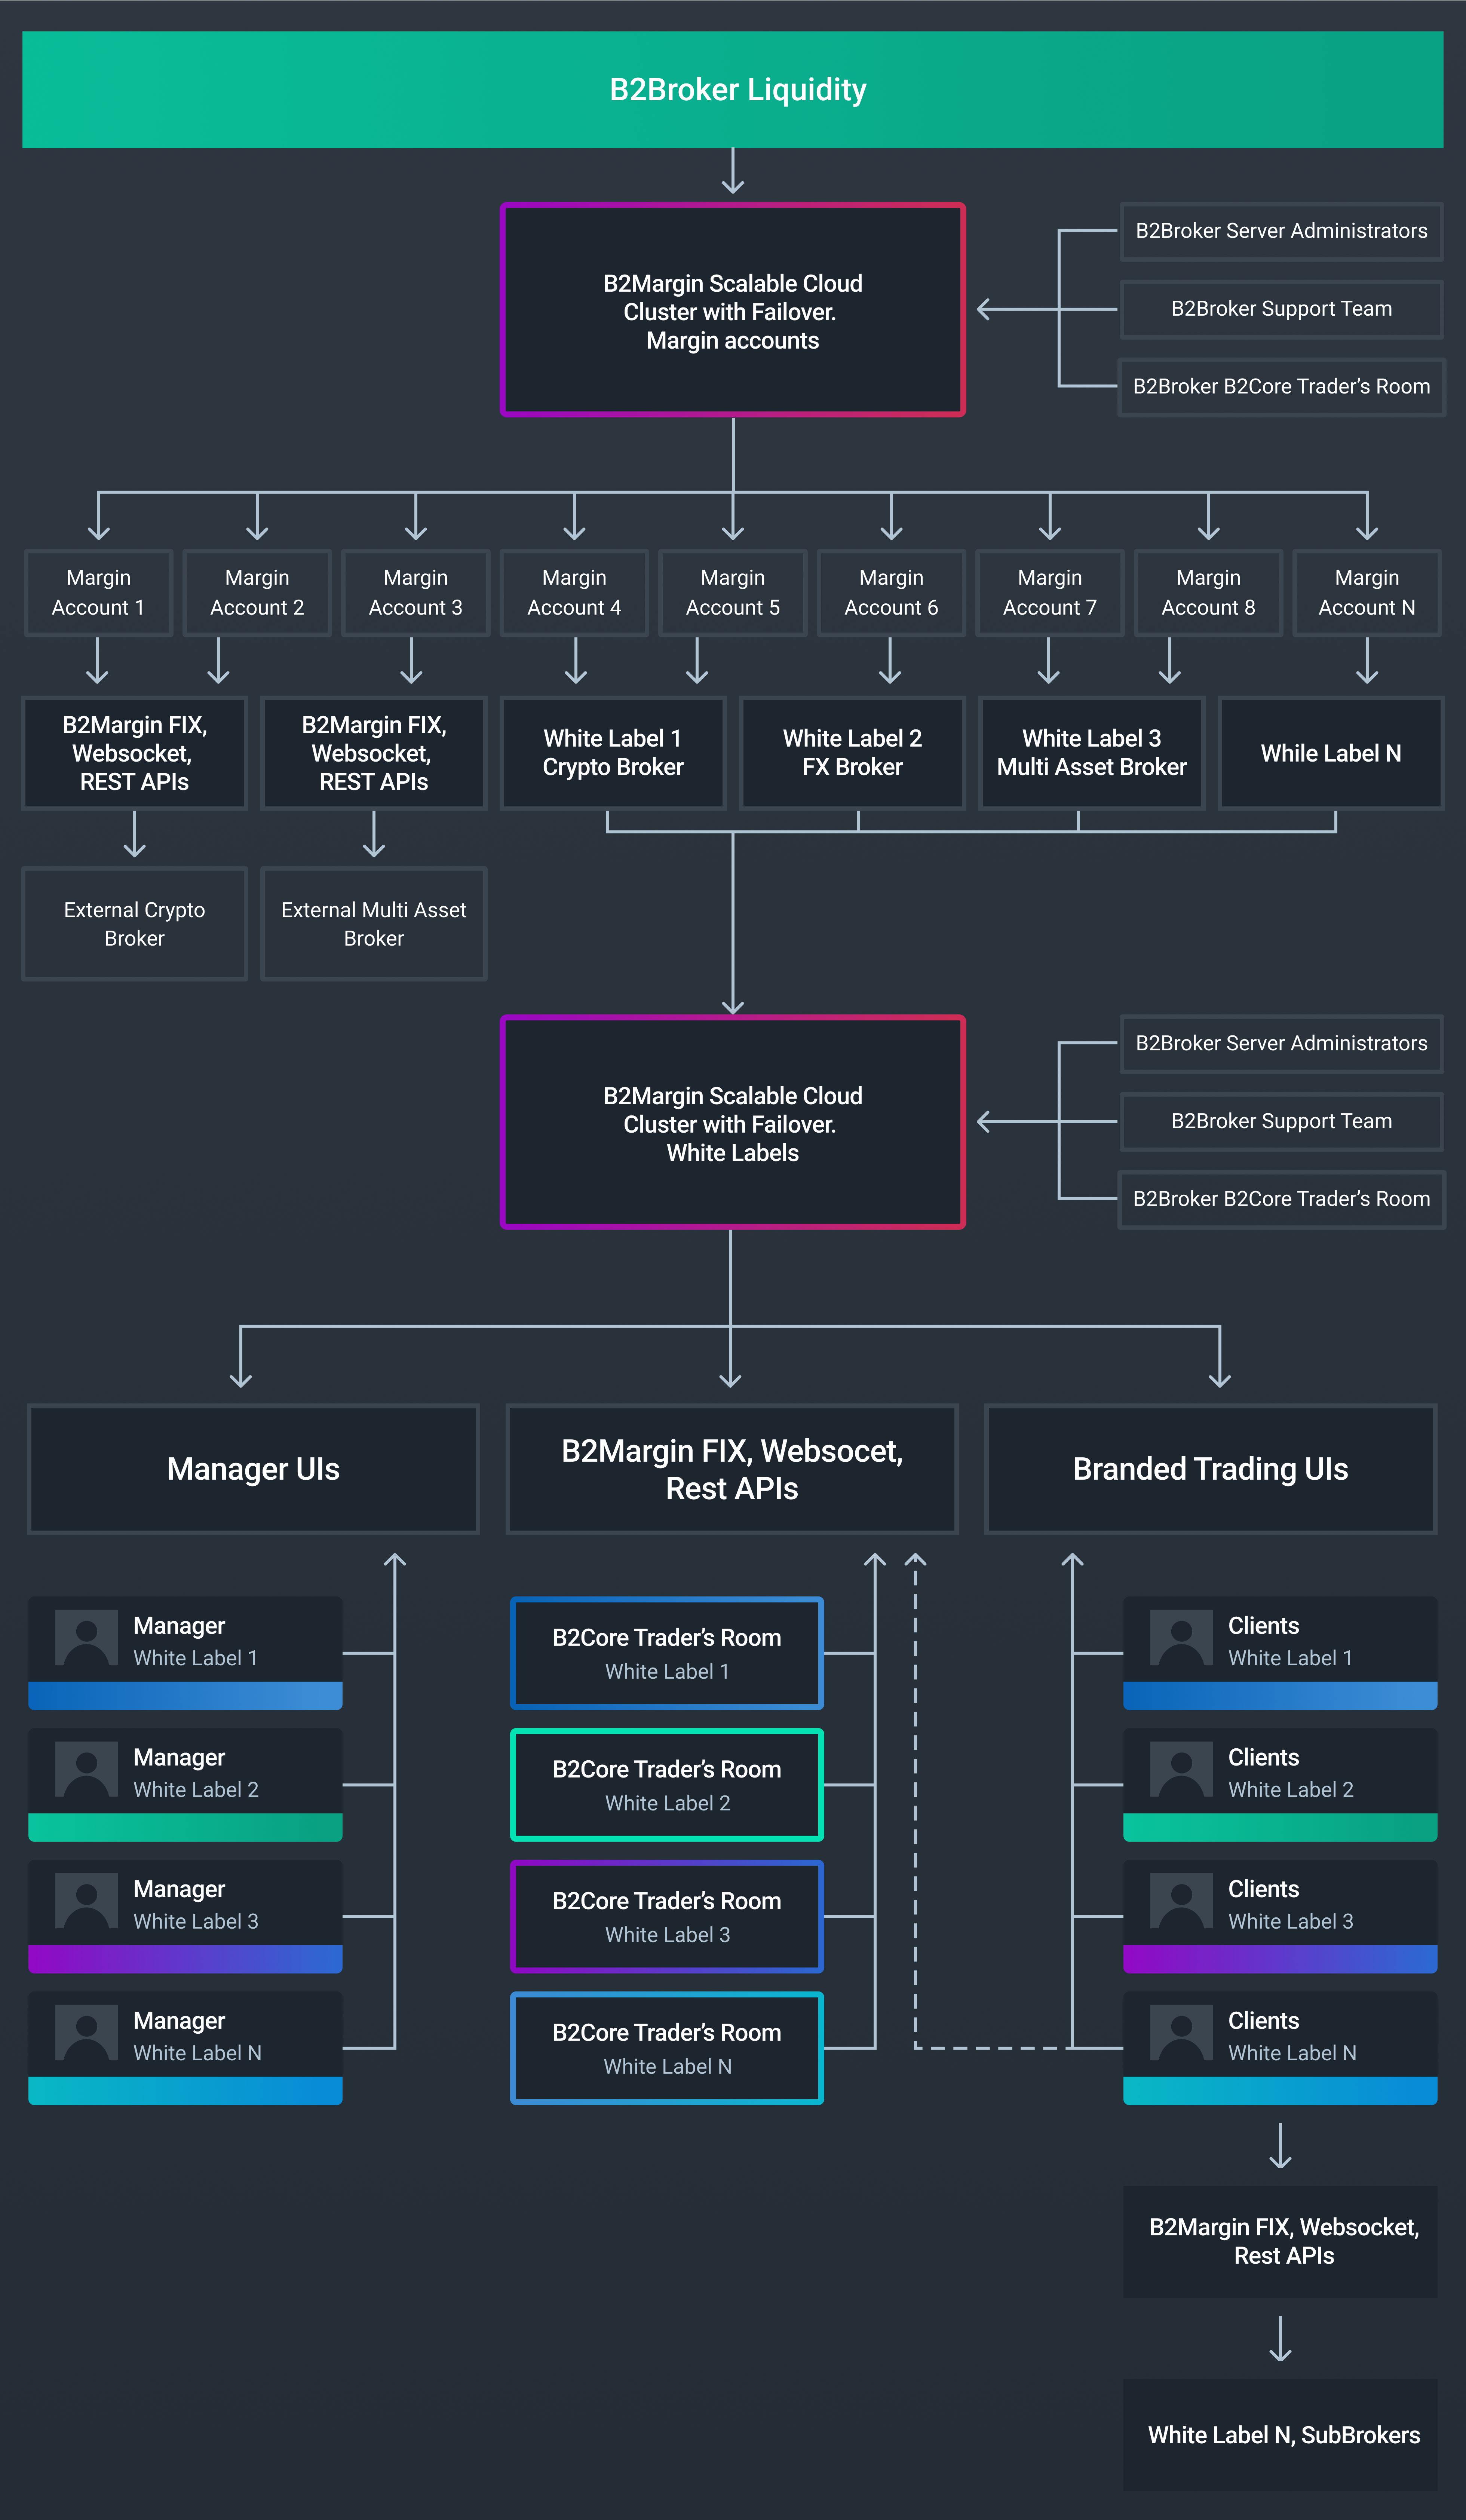 B2Broker Liquidity
B2Margin Scalable Cloud
Cluster with Failover.
Margin accounts
B2Broker Server Administrators
B2Broker Support Team
B2Broker B2Core Trader’s Room
Margin
Account 1
Margin
Account 2
Margin
Account 3
Margin
Account 4
Margin
Account 5
Margin
Account 6
Margin
Account 7
Margin
Account 8
Margin
Account N
B2Margin FIX,
Websocket,
REST APIs
B2Margin FIX,
Websocket,
REST APIs
White Label 1
Crypto Broker
White Label 2
FX Broker
White Label 3
Multi Asset Broker
While Label N
External Crypto
Broker
External Multi Asset
Broker
B2Margin Scalable Cloud
Cluster with Failover.
White Labels
B2Broker Server Administrators
B2Broker Support Team
B2Broker B2Core Trader’s Room
Manager UIs
B2Margin FIX, Websocet,
Rest APIs
Branded Trading UIs
Manager
White Label 1
Manager
White Label 2
Manager
White Label 3
Manager
White Label N
B2Core Trader’s Room
White Label 1
B2Core Trader’s Room
White Label 2
B2Core Trader’s Room
White Label 3
B2Core Trader’s Room
White Label N
Clients
White Label 1
Clients
White Label 2
Clients
White Label 3
Clients
White Label N
B2Margin FIX, Websocket,
Rest APIs
White Label N, SubBrokers